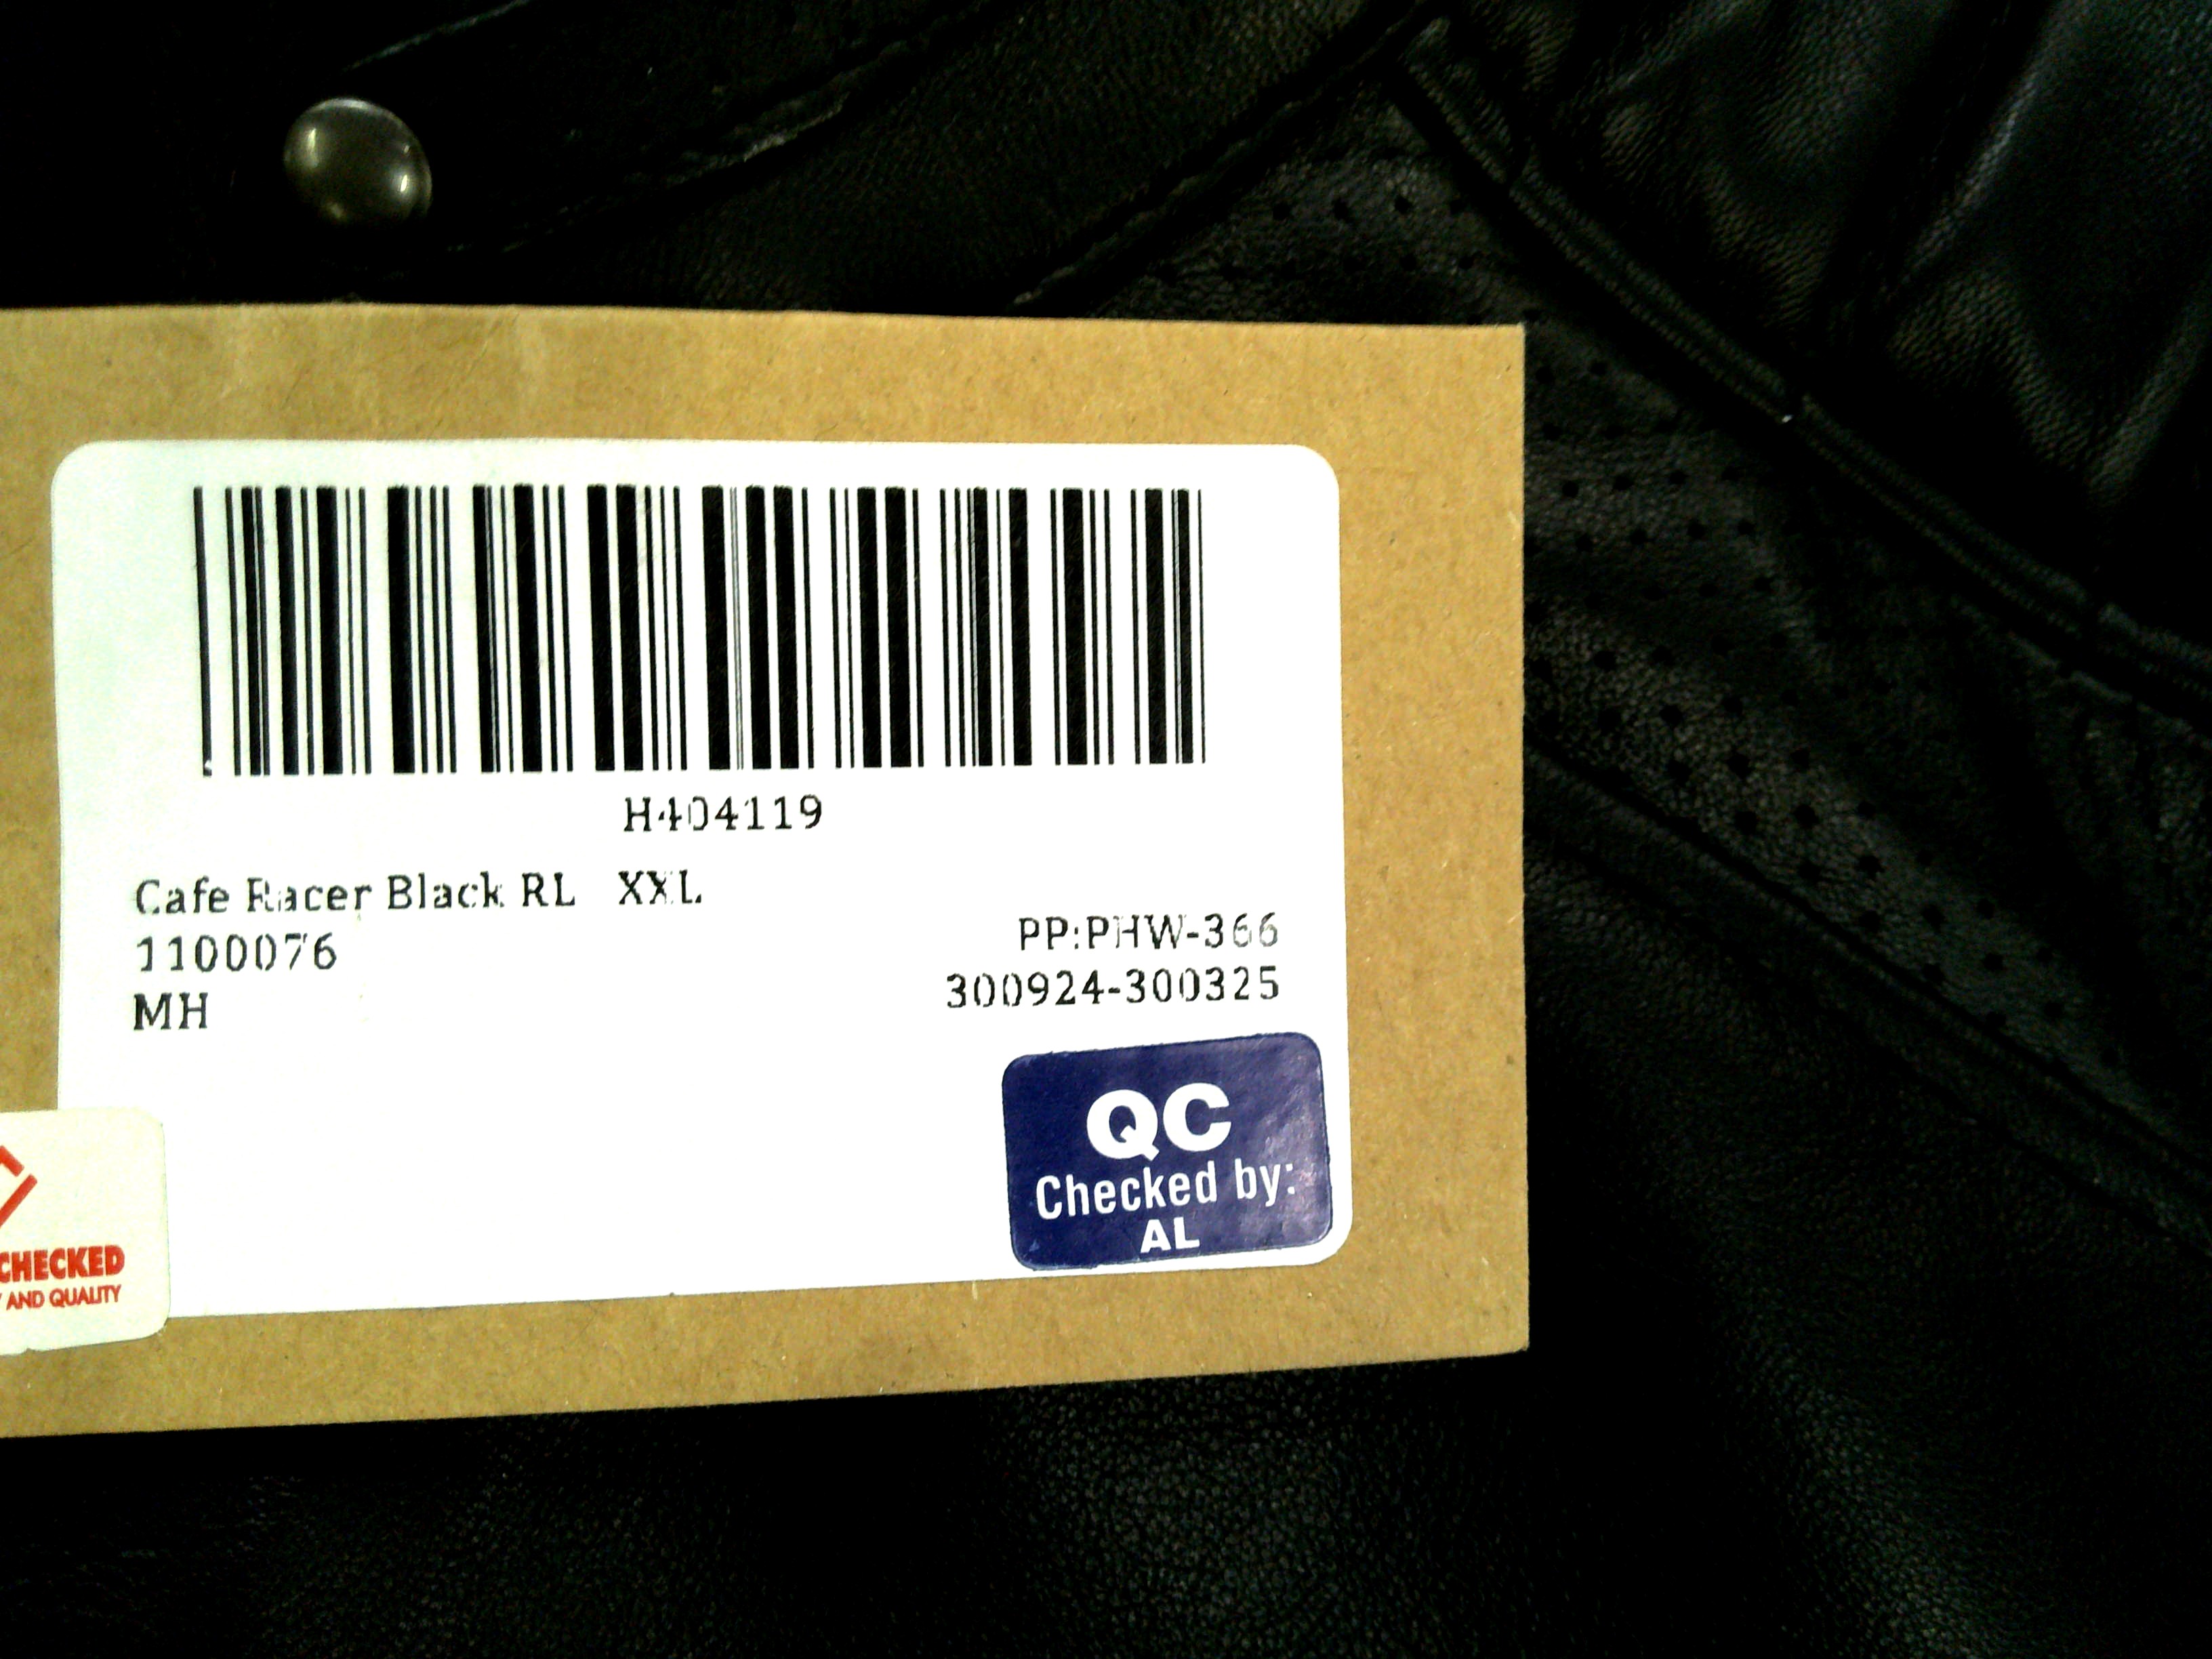 H404119
Cafe Racer Black RL XXL
1100076
MH
PP:PHW-366
300924-300325
QC
Checked by:
AL
CHECKED
AND QUALITY